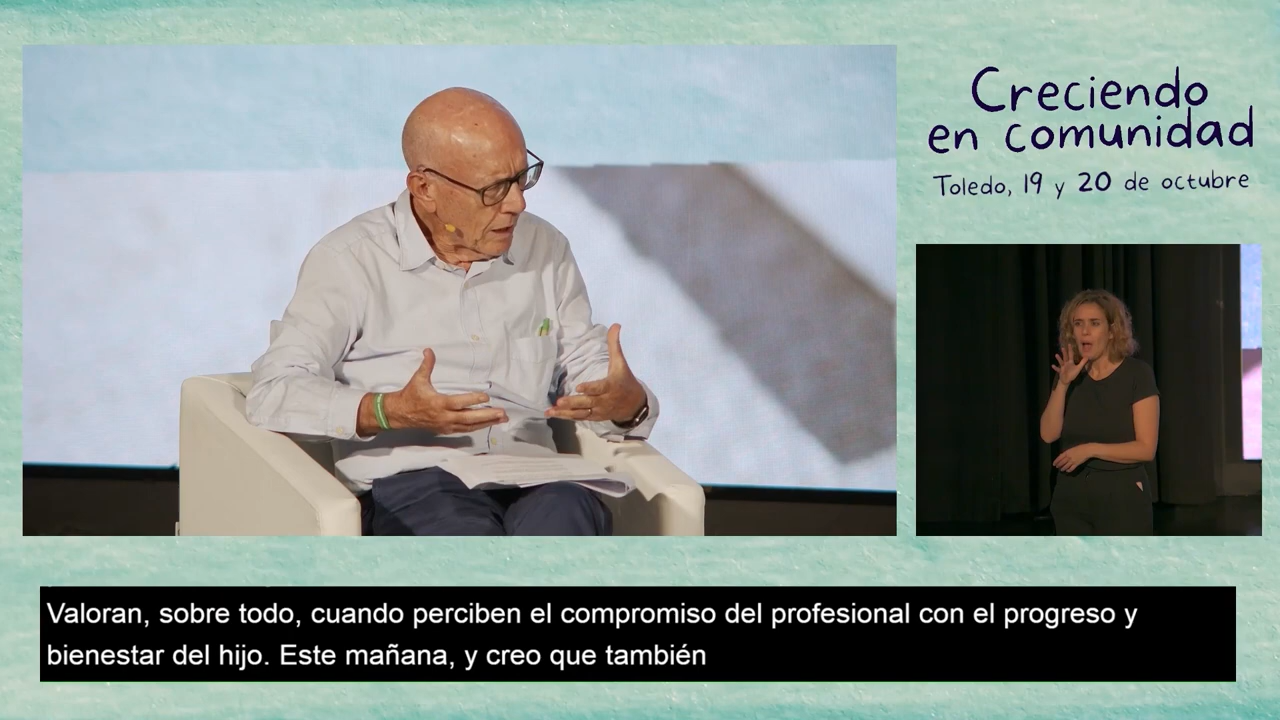 Creciendo
en comunidad
Toledo, 19 y 20 de octubre
Valoran, sobre todo, cuando perciben el compromiso del profesional con el progreso y
bienestar del hijo. Este mañana, y creo que también